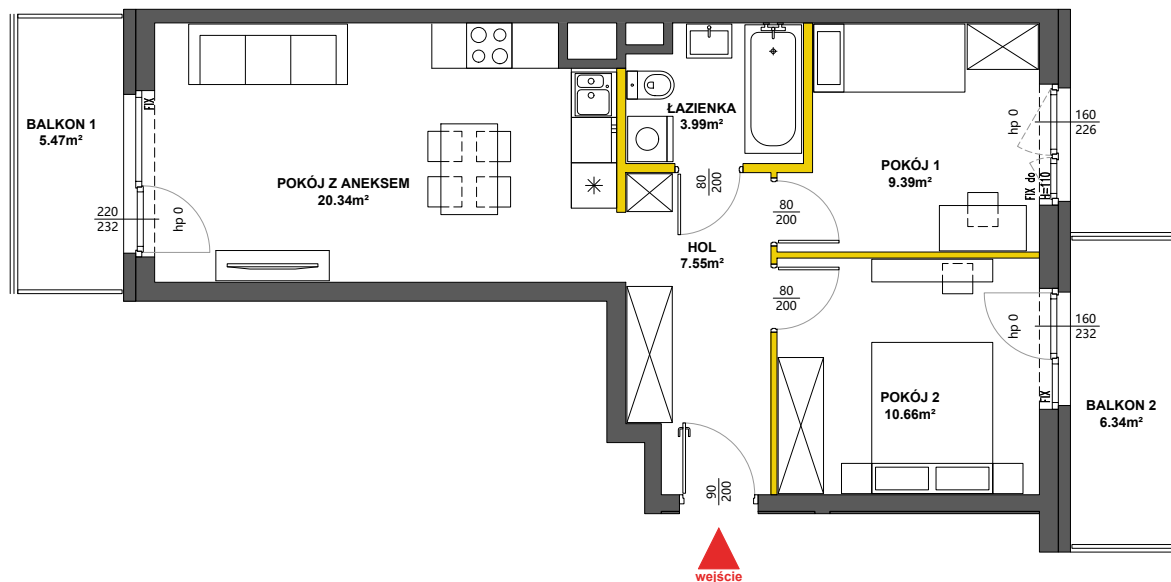 BALKON 1
5.47m²
FIX
220
232
hp 0
POKÓJ Z ANEKSEM
20.34m²
ŁAZIENKA
3.99m²
80
200
HOL
7.55m²
80
200
80
200
POKÓJ 1
9.39m²
hp 0
160
226
FIX do
H=110
POKÓJ 2
10.66m²
hp 0
160
232
FIX
BALKON 2
6.34m²
90
200
wejście